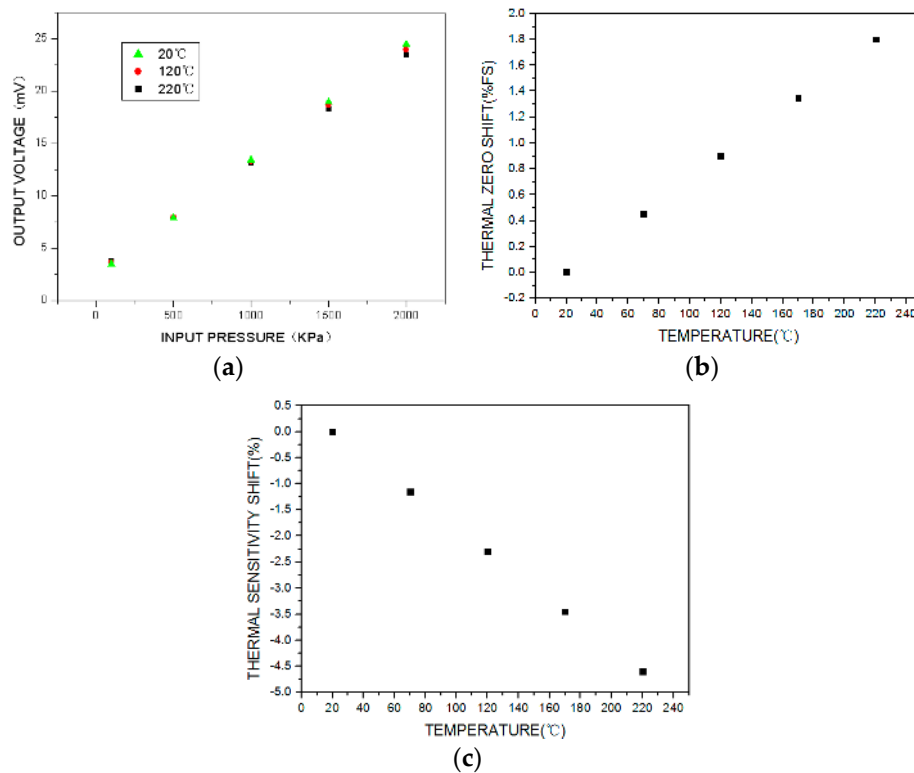 OUTPUT VOLTAGE (mV)
25
20
15
10
5
0
20℃
120℃
220℃
0 500 1000 1500 2000
INPUT PRESSURE (KPa)
(a)
THERMAL ZERO SHIFT(%FS)
2.0
1.8
1.6
1.4
1.2
1.0
0.8
0.6
0.4
0.2
0.0
-0.2
0 20 40 60 80 100 120 140 160 180 200 220 240
TEMPERATURE(℃)
(b)
THERMAL SENSITIVITY SHIFT(%)
0.5
0.0
-0.5
-1.0
-1.5
-2.0
-2.5
-3.0
-3.5
-4.0
-4.5
-5.0
0 20 40 60 80 100 120 140 160 180 200 220 240
TEMPERATURE(℃)
(c)